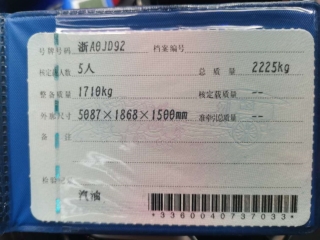 号牌号码 浙A0JD92 档案编号
核定载人数 5人 总质量 2225kg
整备质量 1710kg 核定载质量 --
外廓尺寸 5087×1868×1500mm 准牵引总质量 --
备注
检验记录
汽油
*3360040737033*